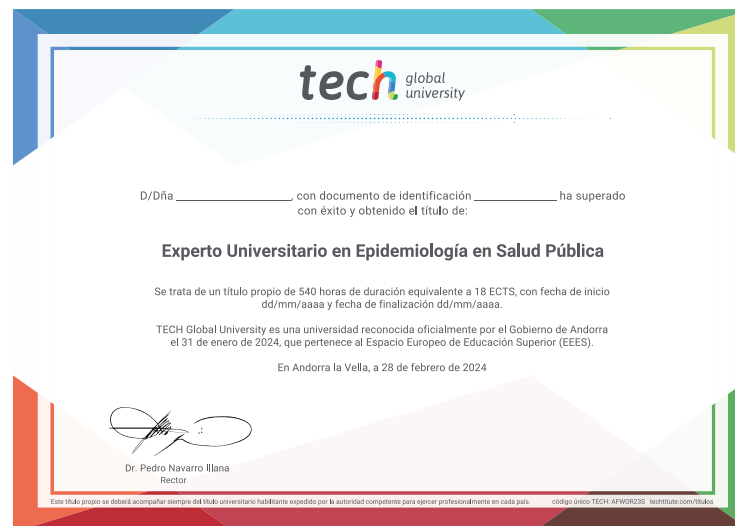 tech global university
D/Dña ____________________, con documento de identificación ______________ ha superado
con éxito y obtenido el título de:
Experto Universitario en Epidemiología en Salud Pública
Se trata de un título propio de 540 horas de duración equivalente a 18 ECTS, con fecha de inicio
dd/mm/aaaa y fecha de finalización dd/mm/aaaa.
TECH Global University es una universidad reconocida oficialmente por el Gobierno de Andorra
el 31 de enero de 2024, que pertenece al Espacio Europeo de Educación Superior (EEES).
En Andorra la Vella, a 28 de febrero de 2024
Dr. Pedro Navarro Illana
Rector
Este título propio se deberá acompañar siempre del título universitario habilitante expedido por la autoridad competente para ejercer profesionalmente en cada país. código único TECH: AFWOR23S techtitute.com/titulos